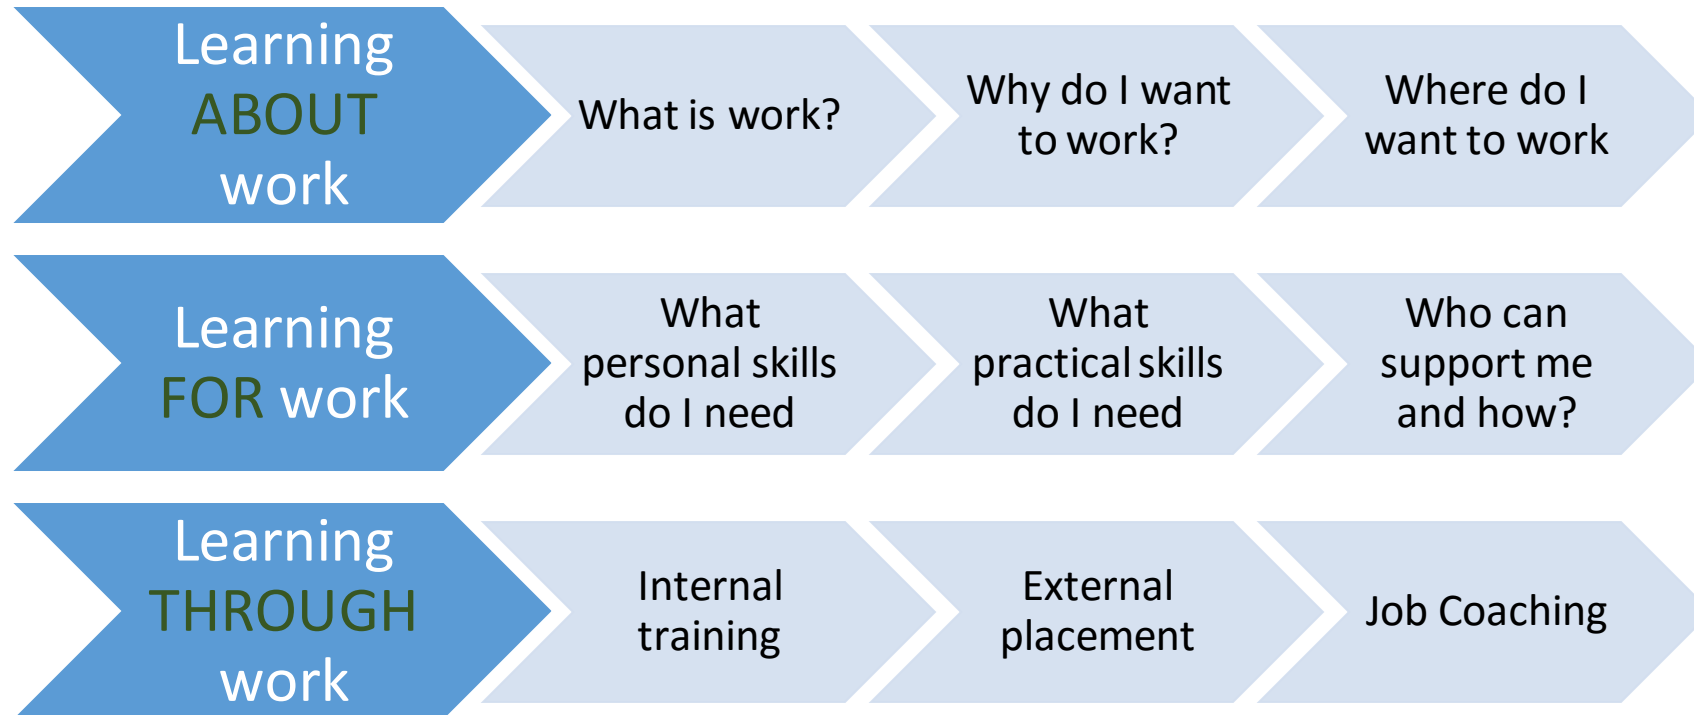 Learning
ABOUT
work
What is work?
Why do I want
to work?
Where do I
want to work
Learning
FOR work
What
personal skills
do I need
What
practical skills
do I need
Who can
support me
and how?
Learning
THROUGH
work
Internal
training
External
placement
Job Coaching